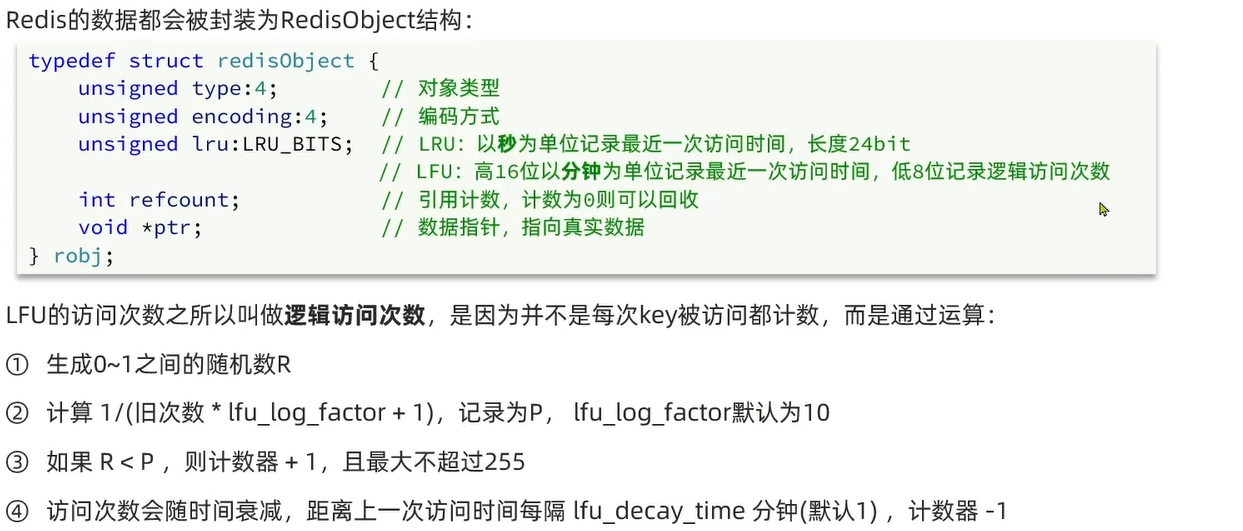 Redis的数据都会被封装为RedisObject结构：
typedef struct redisObject {
    unsigned type:4;        // 对象类型
    unsigned encoding:4;    // 编码方式
    unsigned lru:LRU_BITS;  // LRU：以秒为单位记录最近一次访问时间，长度24bit
                            // LFU：高16位以分钟为单位记录最近一次访问时间，低8位记录逻辑访问次数
    int refcount;           // 引用计数，计数为0则可以回收
    void *ptr;              // 数据指针，指向真实数据
} robj;
LFU的访问次数之所以叫做逻辑访问次数，是因为并不是每次key被访问都计数，而是通过运算：
① 生成0~1之间的随机数R
② 计算 1/(旧次数 * lfu_log_factor + 1)，记录为P， lfu_log_factor默认为10
③ 如果 R < P ，则计数器 + 1，且最大不超过255
④ 访问次数会随时间衰减，距离上一次访问时间每隔 lfu_decay_time 分钟(默认1) ，计数器 -1